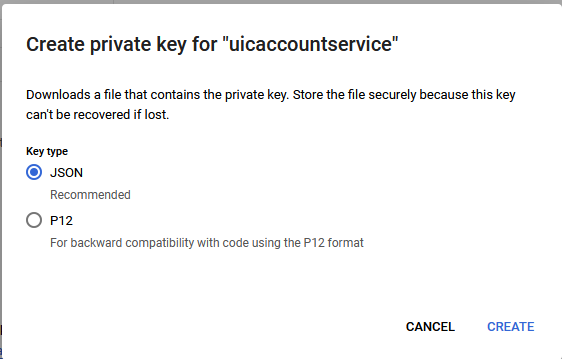 Create private key for "uicaccountservice"
Downloads a file that contains the private key. Store the file securely because this key
can't be recovered if lost.
Key type
JSON
Recommended
P12
For backward compatibility with code using the P12 format
CANCEL CREATE